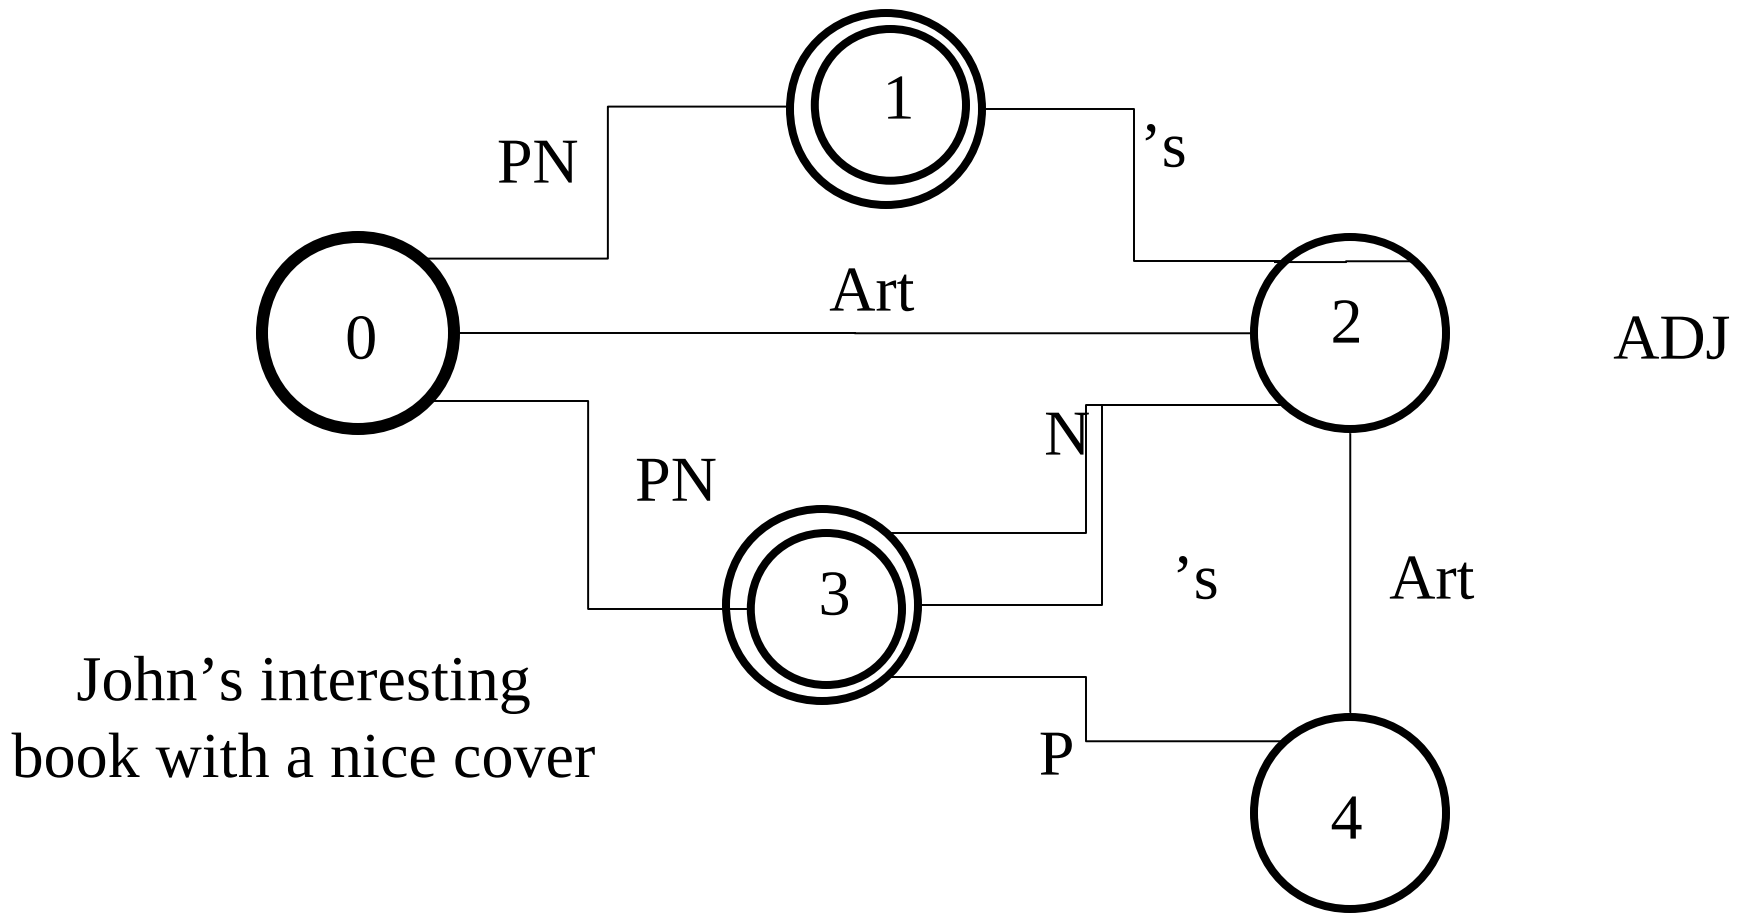 1
’s
PN
Art
2
0
ADJ
N
PN
’s
Art
3
John’s interesting
book with a nice cover
P
4